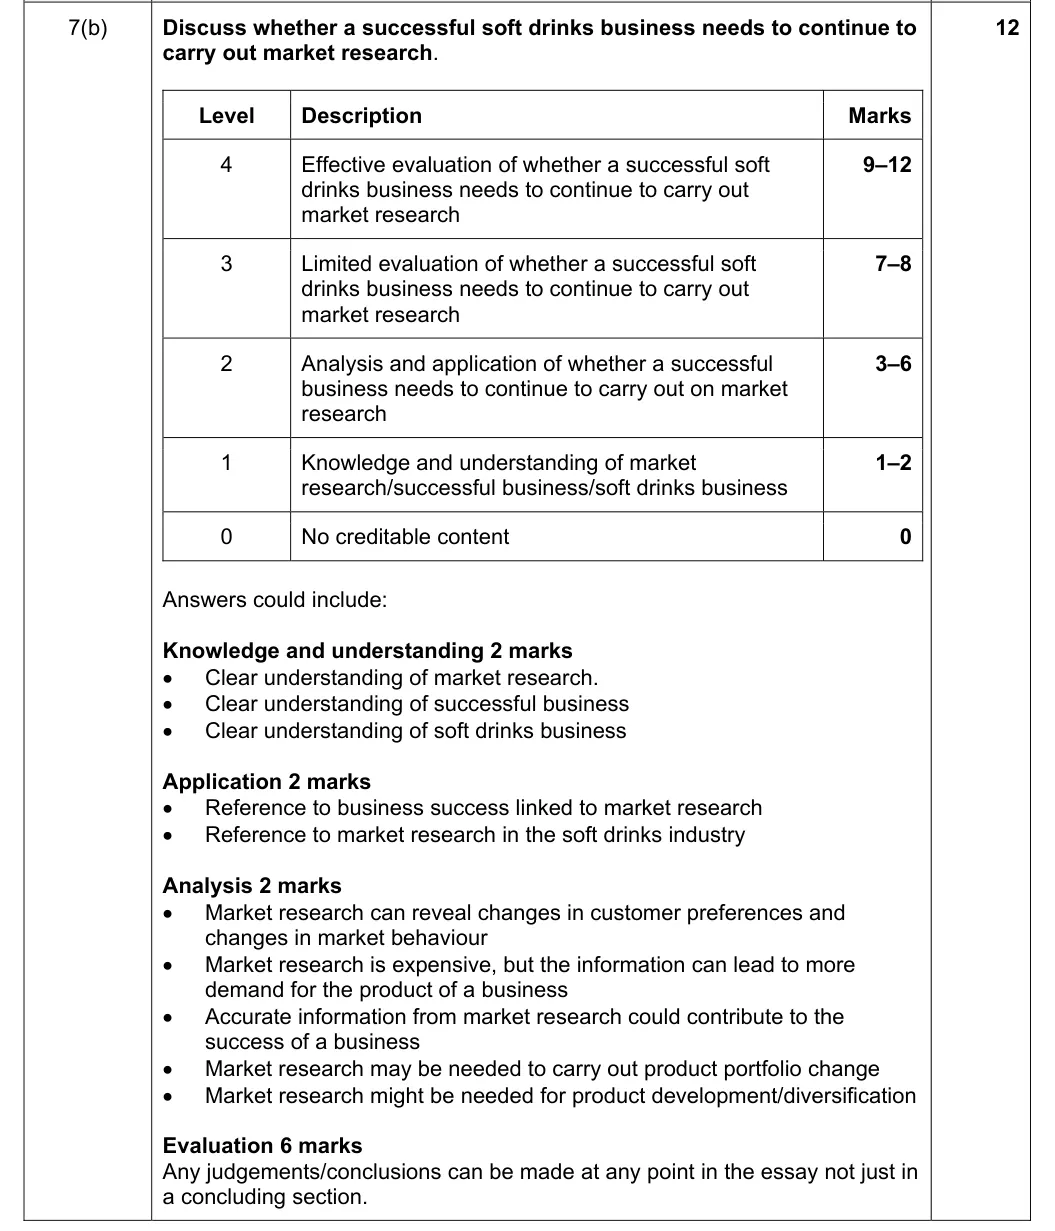 7(b) Discuss whether a successful soft drinks business needs to continue to 12
carry out market research.
Level Description Marks
4 Effective evaluation of whether a successful soft 9–12
drinks business needs to continue to carry out
market research
3 Limited evaluation of whether a successful soft 7–8
drinks business needs to continue to carry out
market research
2 Analysis and application of whether a successful 3–6
business needs to continue to carry out on market
research
1 Knowledge and understanding of market 1–2
research/successful business/soft drinks business
0 No creditable content 0
Answers could include:
Knowledge and understanding 2 marks
• Clear understanding of market research.
• Clear understanding of successful business
• Clear understanding of soft drinks business
Application 2 marks
• Reference to business success linked to market research
• Reference to market research in the soft drinks industry
Analysis 2 marks
• Market research can reveal changes in customer preferences and
changes in market behaviour
• Market research is expensive, but the information can lead to more
demand for the product of a business
• Accurate information from market research could contribute to the
success of a business
• Market research may be needed to carry out product portfolio change
• Market research might be needed for product development/diversification
Evaluation 6 marks
Any judgements/conclusions can be made at any point in the essay not just in
a concluding section.